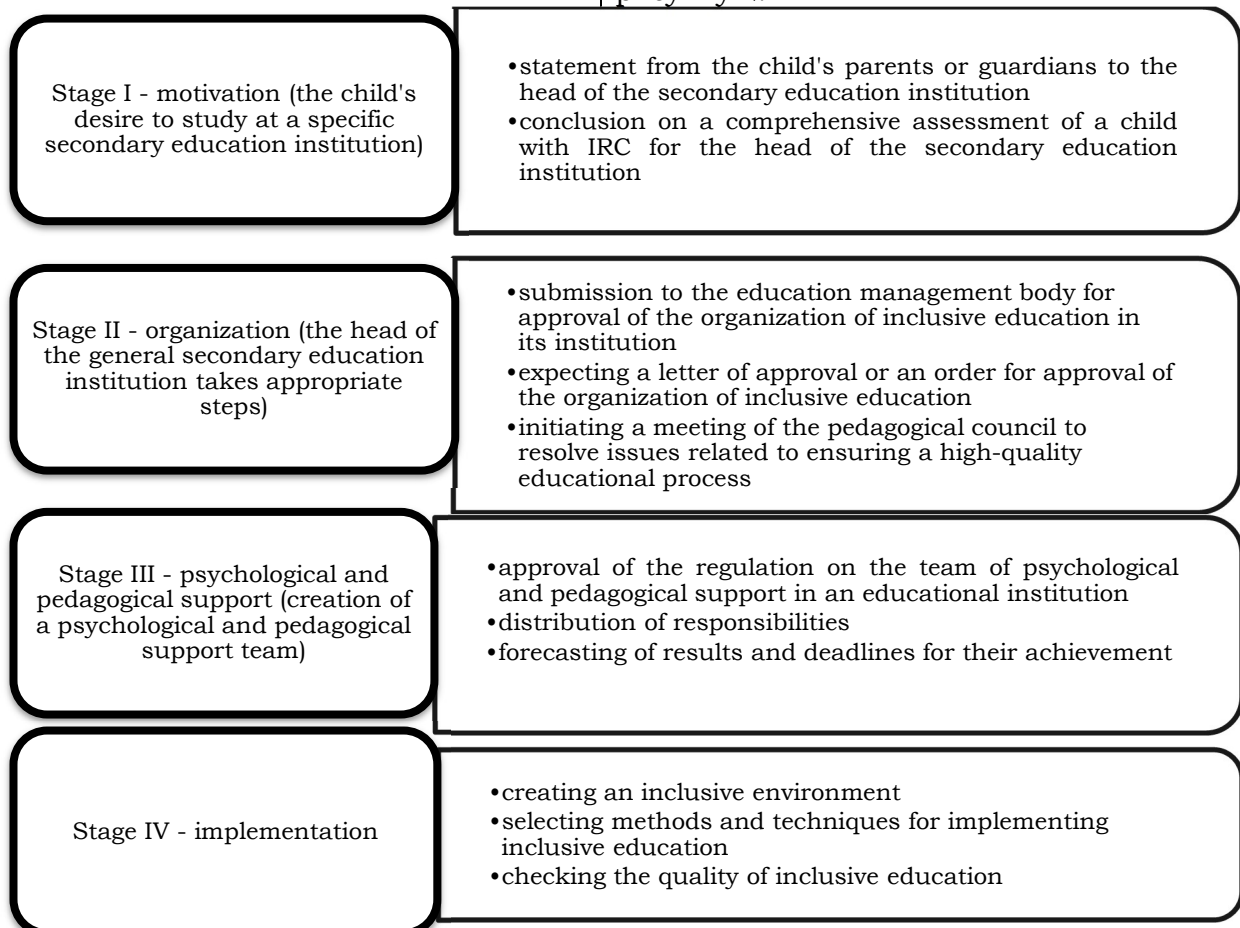 Stage I - motivation (the child's
desire to study at a specific
secondary education institution)
•statement from the child's parents or guardians to the
head of the secondary education institution
•conclusion on a comprehensive assessment of a child
with IRC for the head of the secondary education
institution
Stage II - organization (the head of
the general secondary education
institution takes appropriate
steps)
•submission to the education management body for
approval of the organization of inclusive education in
its institution
•expecting a letter of approval or an order for approval of
the organization of inclusive education
•initiating a meeting of the pedagogical council to
resolve issues related to ensuring a high-quality
educational process
Stage III - psychological and
pedagogical support (creation of
a psychological and pedagogical
support team)
•approval of the regulation on the team of psychological
and pedagogical support in an educational institution
•distribution of responsibilities
•forecasting of results and deadlines for their achievement
Stage IV - implementation
•creating an inclusive environment
•selecting methods and techniques for implementing
inclusive education
•checking the quality of inclusive education